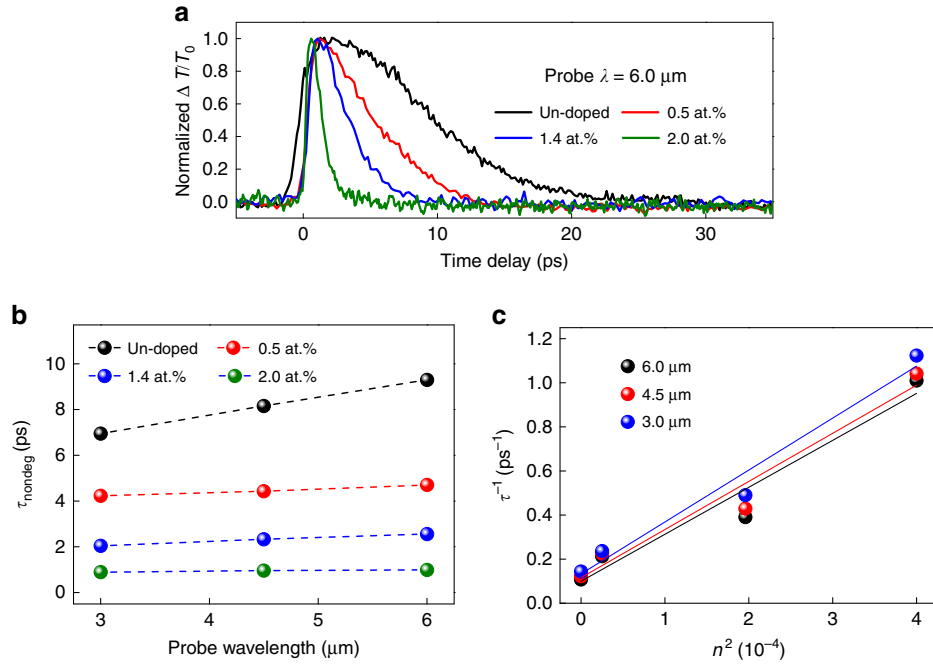 a
Normalized Δ T/T₀
1.0
0.8
0.6
0.4
0.2
0.0
Probe λ = 6.0 μm
Un-doped
0.5 at.%
1.4 at.%
2.0 at.%
0
10
20
30
Time delay (ps)
b
τnondeg (ps)
10
8
6
4
2
0
Un-doped
0.5 at.%
1.4 at.%
2.0 at.%
3
4
5
6
Probe wavelength (μm)
c
τ⁻¹ (ps⁻¹)
1.2
1.0
0.8
0.6
0.4
0.2
0.0
6.0 μm
4.5 μm
3.0 μm
0
1
2
3
4
n² (10⁻⁴)